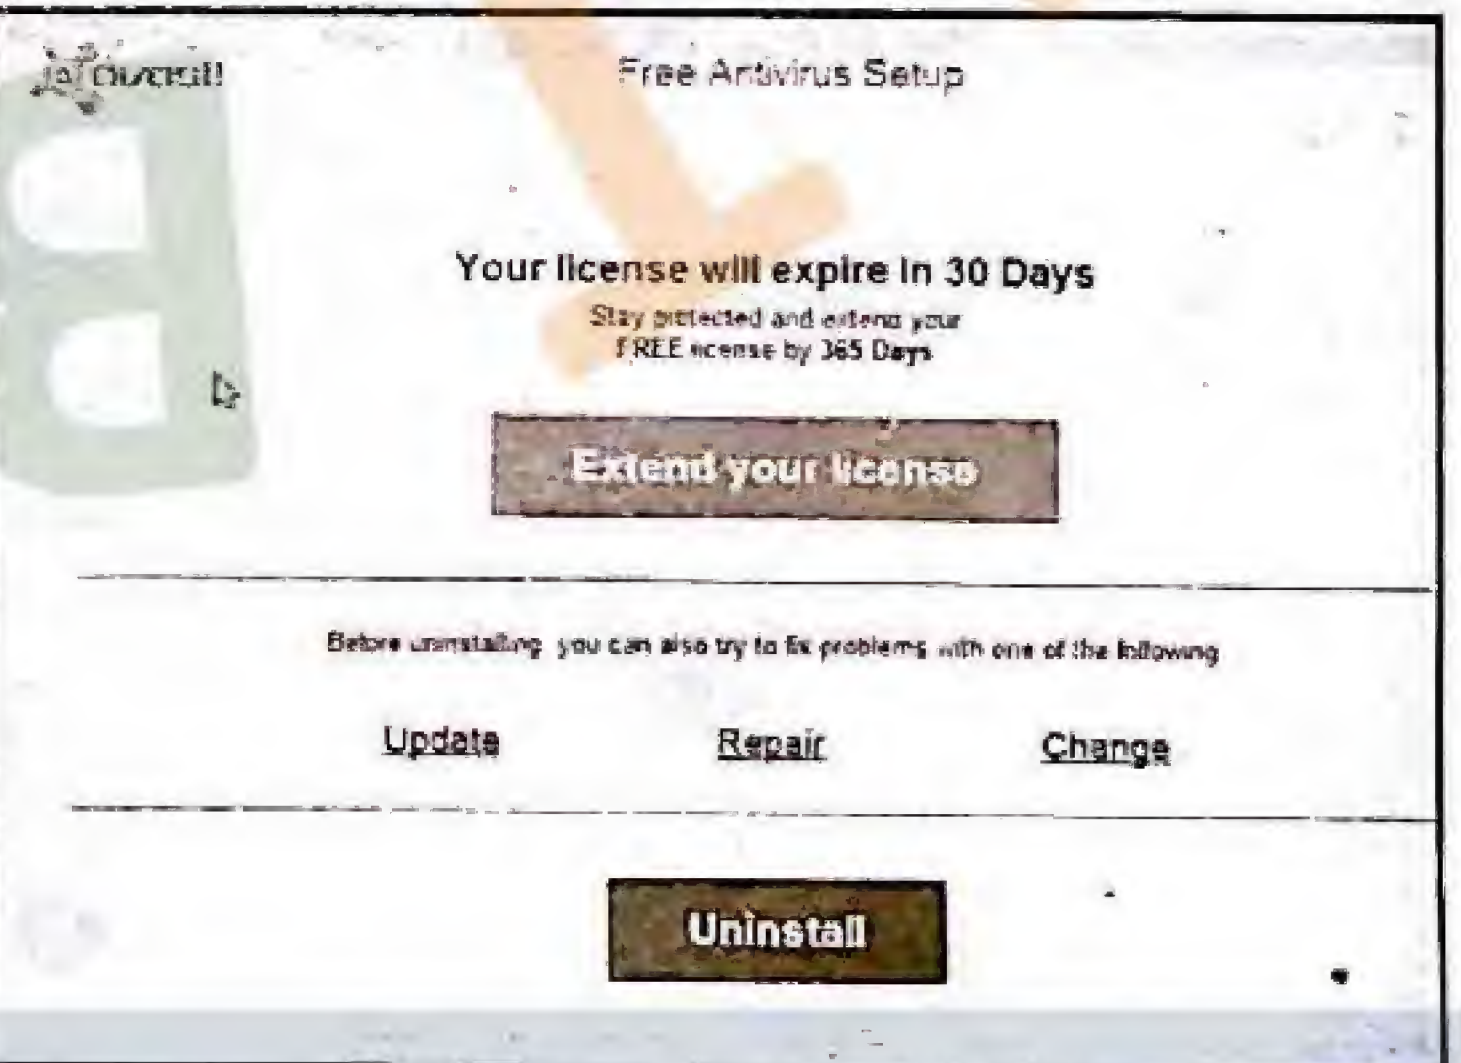 avast!
Free Antivirus Setup
Your license will expire in 30 Days
Stay protected and extend your
FREE license by 365 Days
Extend your license
Before uninstalling you can also try to fix problems with one of the following
Update Repair Change
Uninstall